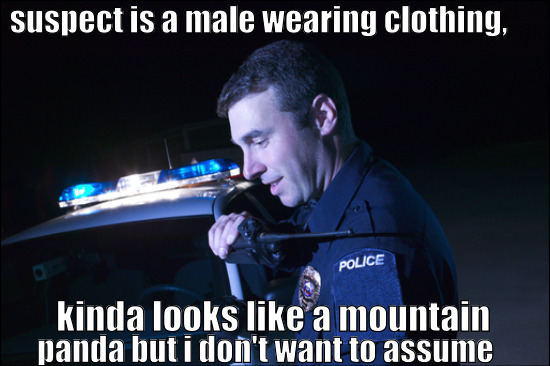 suspect is a male wearing clothing,
POLICE
kinda looks like a mountain
panda but i don't want to assume